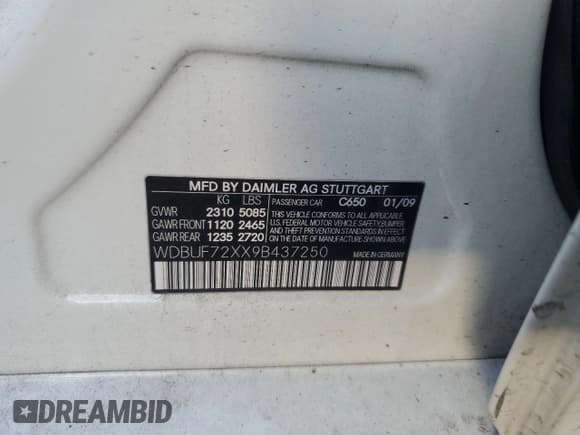 MFD BY DAIMLER AG STUTTGART
KG LBS PASSENGER CAR C650 01/09
GVWR 2310 5085
GAWR FRONT 1120 2465
GAWR REAR 1235 2720
THIS VEHICLE CONFORMS TO ALL APPLICABLE
U.S. FEDERAL MOTOR VEHICLE SAFETY,BUMPER
AND THEFT PREVENTION STANDARDS IN
EFFECT ON THE DATE OF MANUFACTURE
SHOWN ABOVE.
WDBUF72XX9B437250
MADE IN GERMANY
DREAMBID